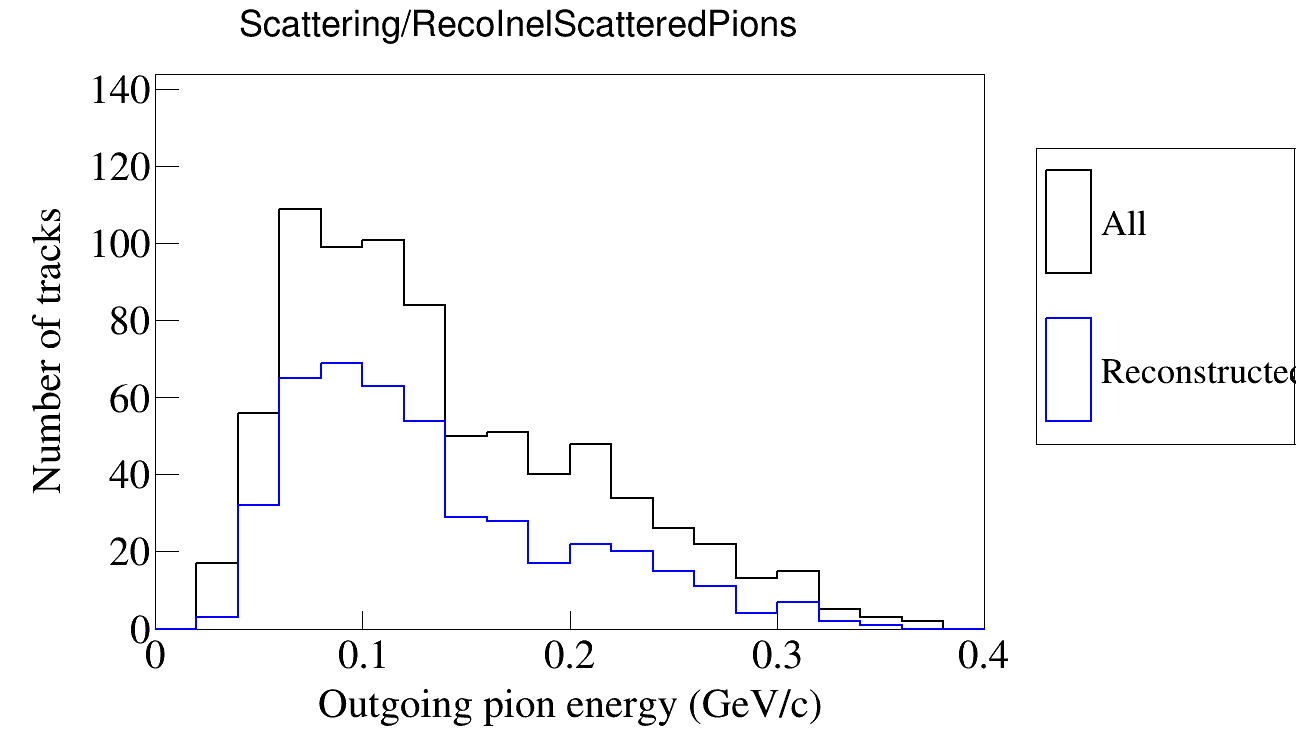 Scattering/RecoInelScatteredPions
140
120
100
80
60
40
20
0
Number of tracks
0 0.1 0.2 0.3 0.4
Outgoing pion energy (GeV/c)
All
Reconstructed